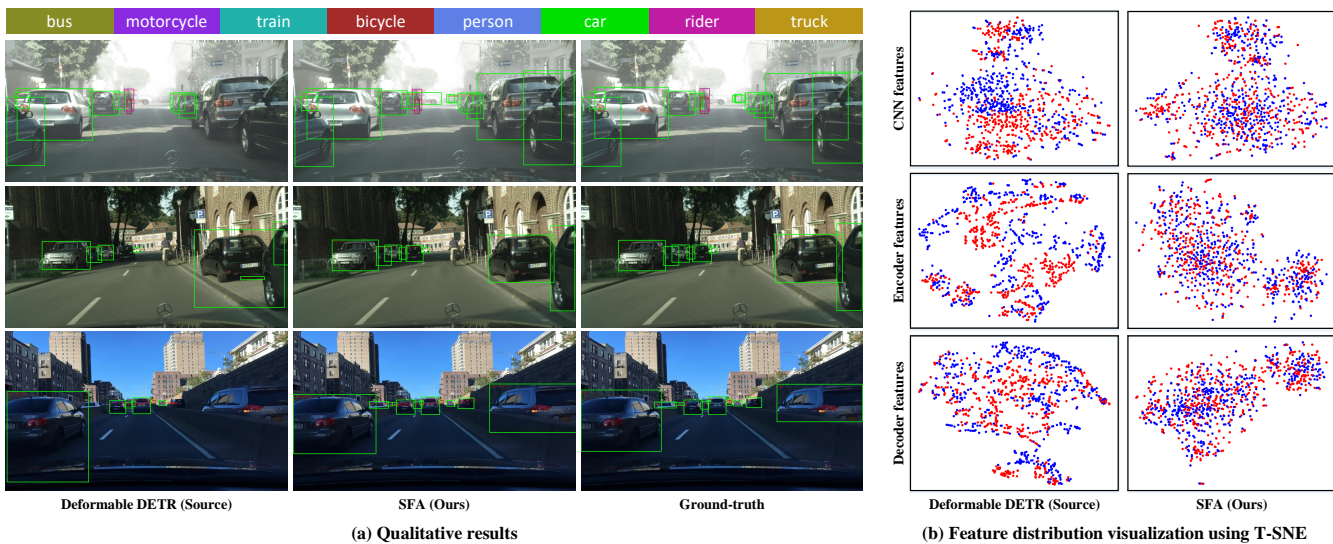 bus motorcycle train bicycle person car rider truck
P
Deformable DETR (Source) SFA (Ours) Ground-truth
(a) Qualitative results
CNN features
Encoder features
Decoder features
Deformable DETR (Source) SFA (Ours)
(b) Feature distribution visualization using T-SNE